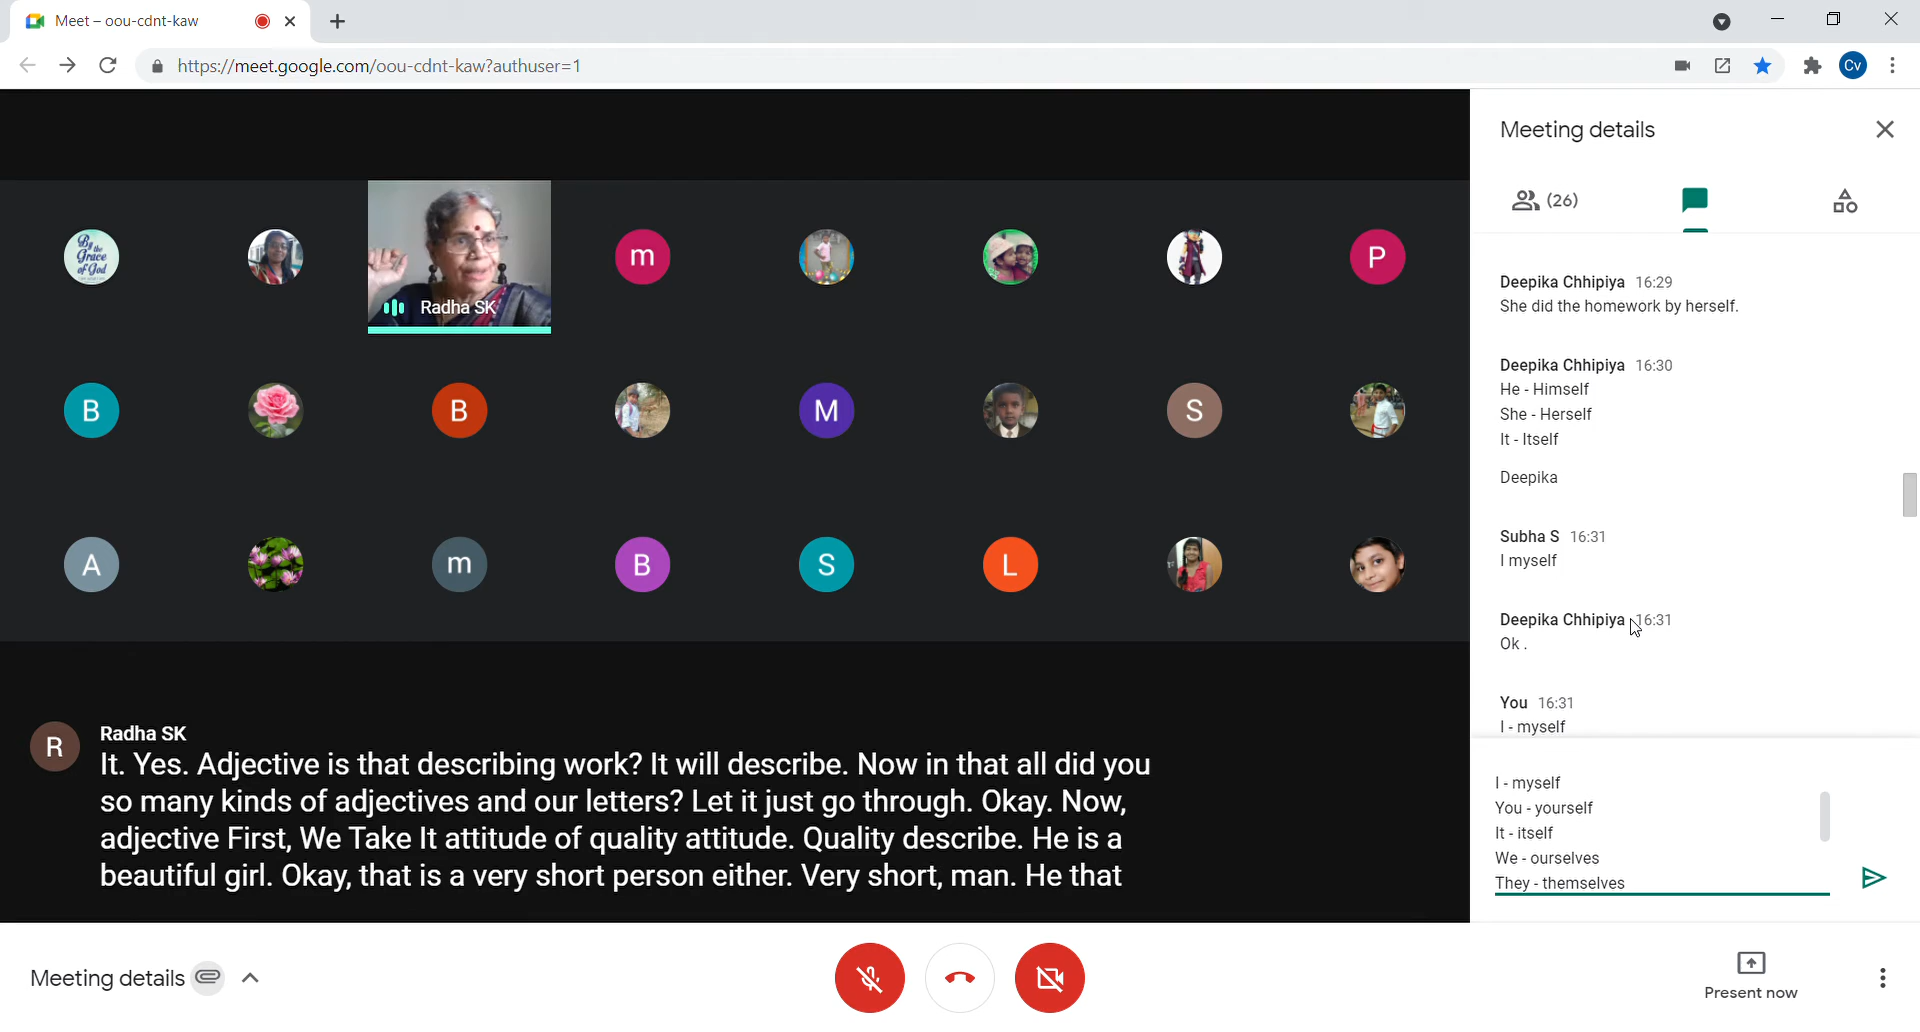 Meet – oou-cdnt-kaw
https://meet.google.com/oou-cdnt-kaw?authuser=1
Cv
Meeting details
(26)
By the
Grace
of God
Radha SK
m
P
B
B
M
S
A
m
B
S
L
Deepika Chhipiya 16:29
She did the homework by herself.
Deepika Chhipiya 16:30
He - Himself
She - Herself
It - Itself
Deepika
Subha S 16:31
I myself
Deepika Chhipiya 16:31
Ok .
You 16:31
I - myself
I - myself
You - yourself
It - itself
We - ourselves
They - themselves
R
Radha SK
It. Yes. Adjective is that describing work? It will describe. Now in that all did you
so many kinds of adjectives and our letters? Let it just go through. Okay. Now,
adjective First, We Take It attitude of quality attitude. Quality describe. He is a
beautiful girl. Okay, that is a very short person either. Very short, man. He that
Meeting details
Present now